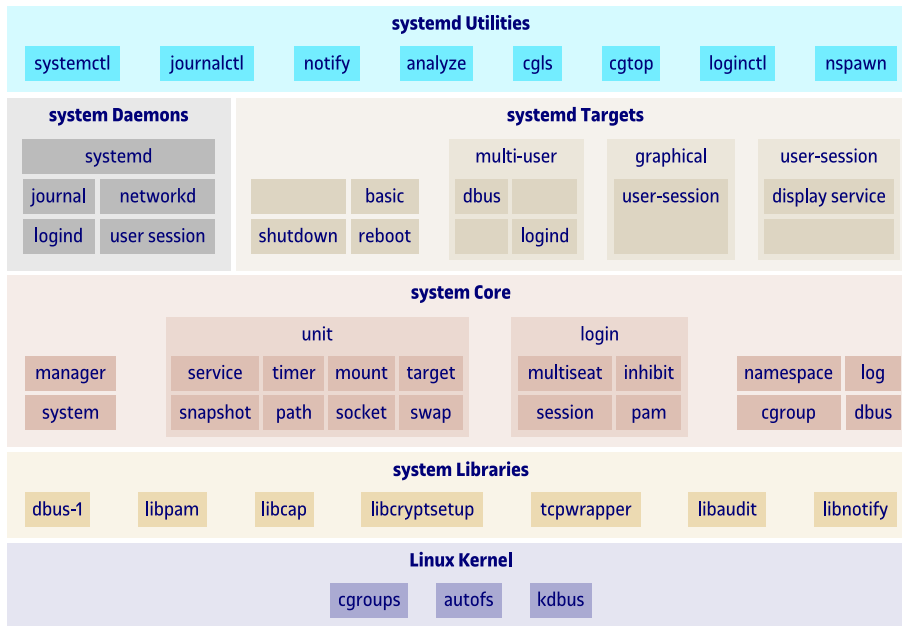 systemd Utilities
systemctl journalctl notify analyze cgls cgtop loginctl nspawn
system Daemons
systemd
journal networkd
logind user session
systemd Targets
basic
shutdown reboot
multi-user
dbus
logind
graphical
user-session
user-session
display service
system Core
manager
system
unit
service timer mount target
snapshot path socket swap
login
multiseat inhibit
session pam
namespace log
cgroup dbus
system Libraries
dbus-1 libpam libcap libcryptsetup tcpwrapper libaudit libnotify
Linux Kernel
cgroups autofs kdbus